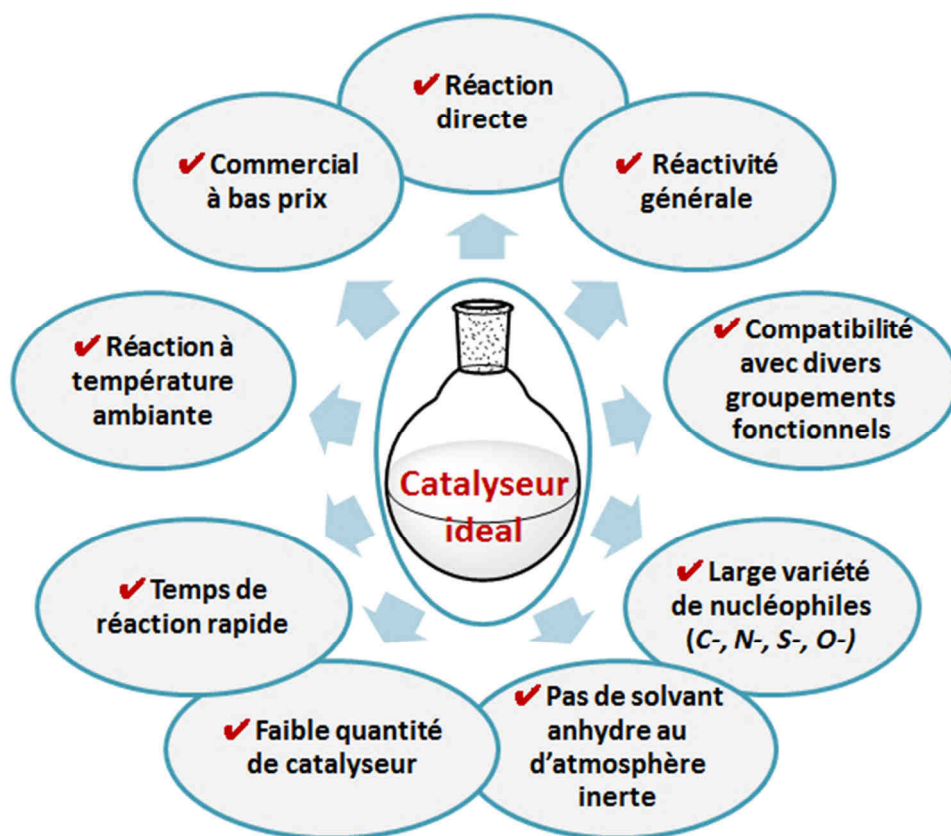 ✔ Réaction
directe
✔ Réactivité
générale
✔ Compatibilité
avec divers
groupements
fonctionnels
✔ Large variété
de nucléophiles
(C-, N-, S-, O-)
✔ Pas de solvant
anhydre au
d'atmosphère
inerte
✔ Faible quantité
de catalyseur
✔ Temps de
réaction rapide
✔ Réaction à
température
ambiante
✔ Commercial
à bas prix
Catalyseur
ideal